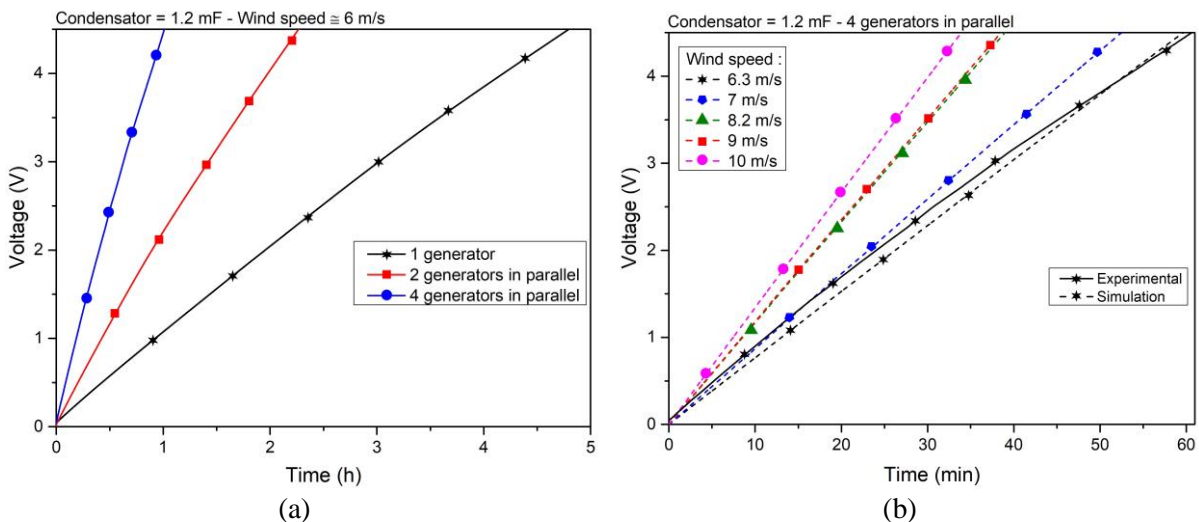 Condensator = 1.2 mF - Wind speed ≅ 6 m/s
Voltage (V)
4
3
2
1
0
1 generator
2 generators in parallel
4 generators in parallel
0 1 2 3 4 5
Time (h)
(a)
Condensator = 1.2 mF - 4 generators in parallel
Voltage (V)
4
3
2
1
0
Wind speed :
6.3 m/s
7 m/s
8.2 m/s
9 m/s
10 m/s
Experimental
Simulation
0 10 20 30 40 50 60
Time (min)
(b)